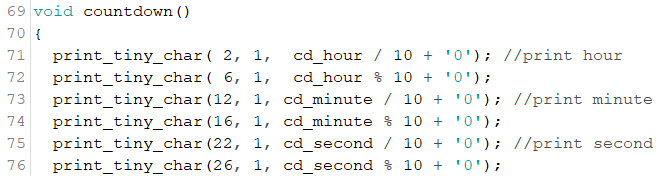 69 void countdown()
70 {
71   print_tiny_char( 2, 1,  cd_hour / 10 + '0'); //print hour
72   print_tiny_char( 6, 1,  cd_hour % 10 + '0');
73   print_tiny_char(12, 1, cd_minute / 10 + '0'); //print minute
74   print_tiny_char(16, 1, cd_minute % 10 + '0');
75   print_tiny_char(22, 1, cd_second / 10 + '0'); //print second
76   print_tiny_char(26, 1, cd_second % 10 + '0');